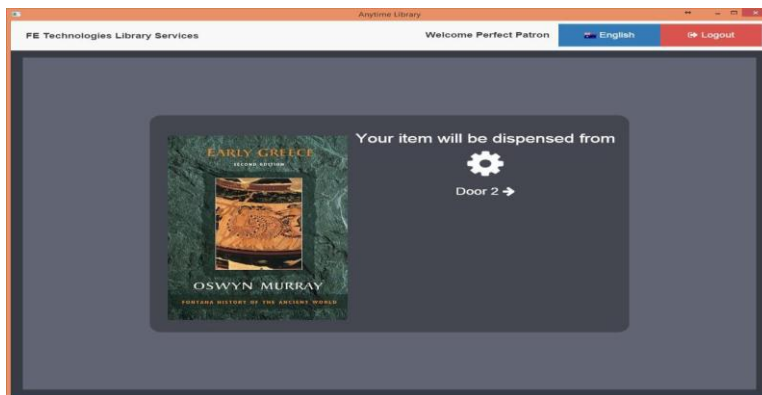 Anytime Library
FE Technologies Library Services
Welcome Perfect Patron
English
Logout
Your item will be dispensed from
Door 2
EARLY GREECE
SECOND EDITION
OSWYN MURRAY
FONTANA HISTORY OF THE ANCIENT WORLD